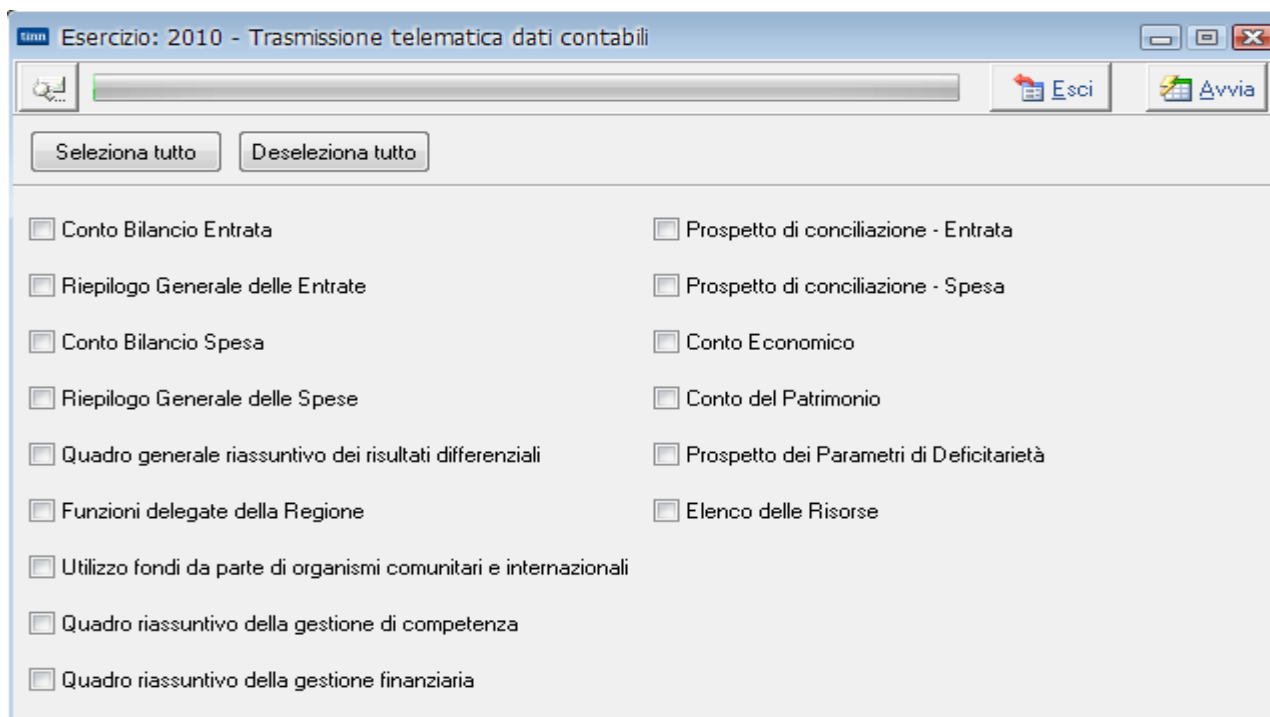 tinn Esercizio: 2010 - Trasmissione telematica dati contabili
Esci Avvia
Seleziona tutto Deseleziona tutto
Conto Bilancio Entrata
Riepilogo Generale delle Entrate
Conto Bilancio Spesa
Riepilogo Generale delle Spese
Quadro generale riassuntivo dei risultati differenziali
Funzioni delegate della Regione
Utilizzo fondi da parte di organismi comunitari e internazionali
Quadro riassuntivo della gestione di competenza
Quadro riassuntivo della gestione finanziaria
Prospetto di conciliazione - Entrata
Prospetto di conciliazione - Spesa
Conto Economico
Conto del Patrimonio
Prospetto dei Parametri di Deficitarietà
Elenco delle Risorse